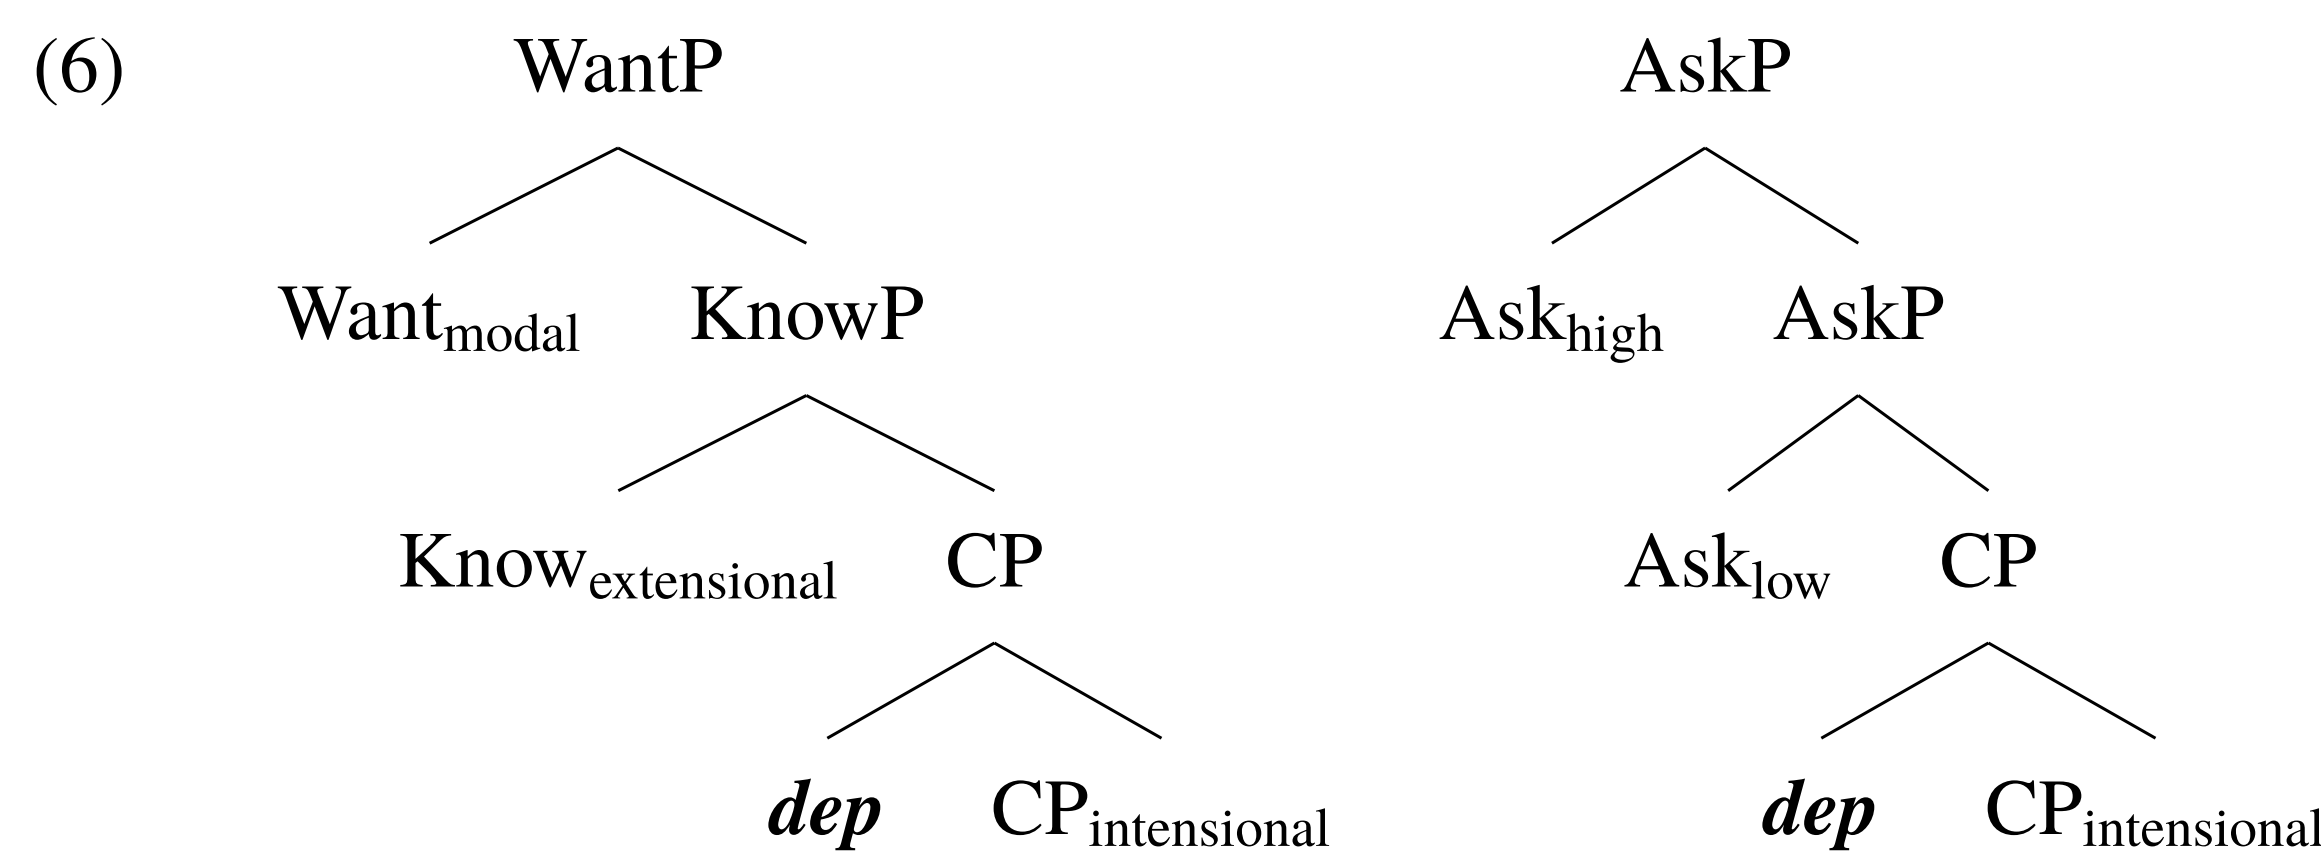 (6) WantP AskP
Want_modal KnowP Ask_high AskP
Know_extensional CP Ask_low CP
dep CP_intensional dep CP_intensional